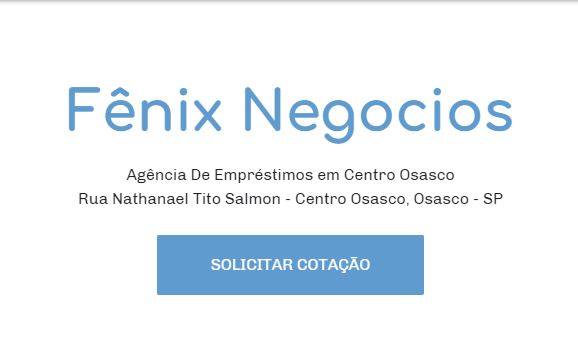 Fênix Negocios
Agência De Empréstimos em Centro Osasco
Rua Nathanael Tito Salmon - Centro Osasco, Osasco - SP
SOLICITAR COTAÇÃO